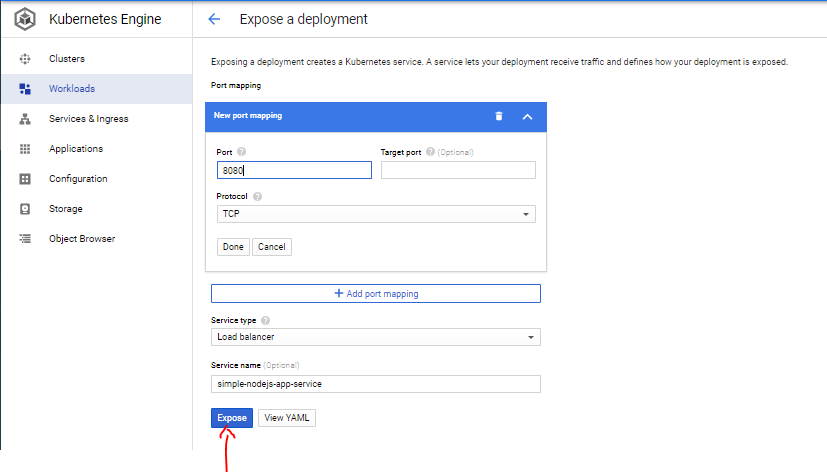 Kubernetes Engine
Expose a deployment
Clusters
Workloads
Services & Ingress
Applications
Configuration
Storage
Object Browser
Exposing a deployment creates a Kubernetes service. A service lets your deployment receive traffic and defines how your deployment is exposed.
Port mapping
New port mapping
Port ? Target port ? (Optional)
8080
Protocol ?
TCP
Done Cancel
+ Add port mapping
Service type ?
Load balancer
Service name (Optional)
simple-nodejs-app-service
Expose View YAML